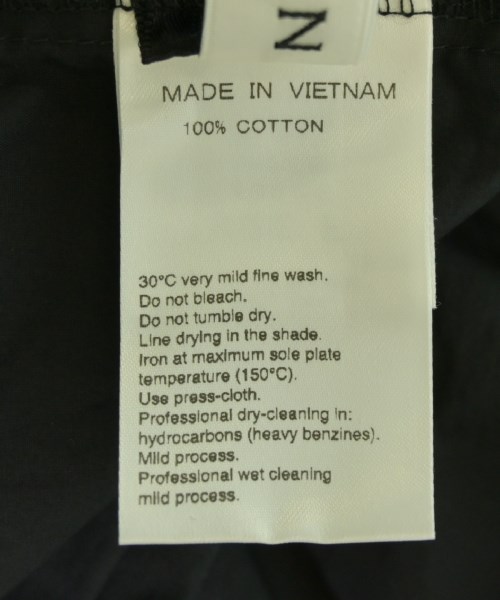 N
MADE IN VIETNAM
100% COTTON
30°C very mild fine wash.
Do not bleach.
Do not tumble dry.
Line drying in the shade.
Iron at maximum sole plate
temperature (150°C).
Use press-cloth.
Professional dry-cleaning in:
hydrocarbons (heavy benzines).
Mild process.
Professional wet cleaning
mild process.